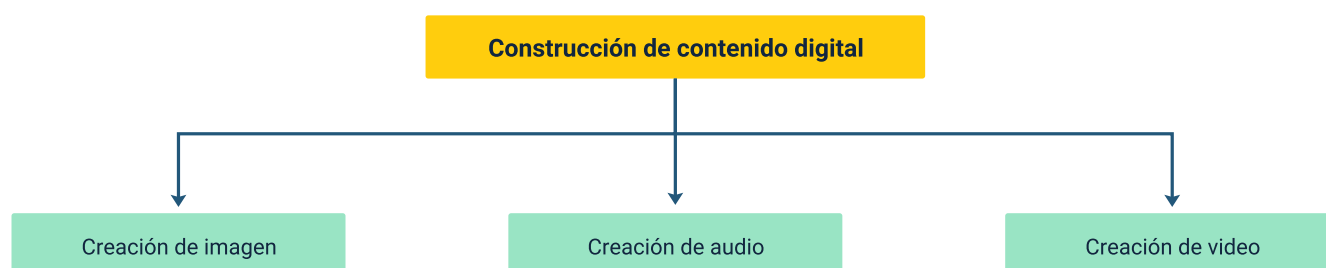 Construcción de contenido digital
Creación de imagen
Creación de audio
Creación de video